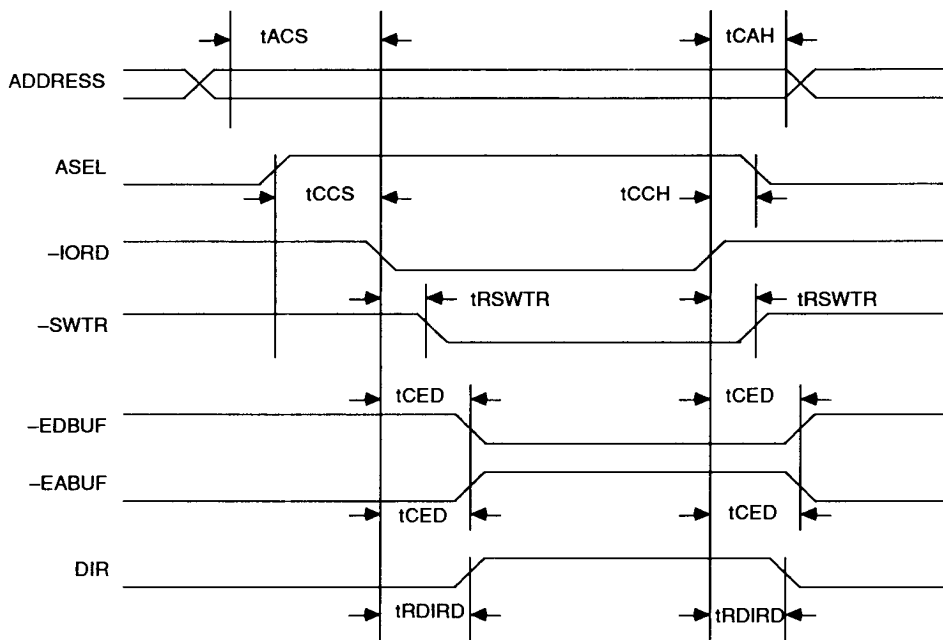 tACS
tCAH
ADDRESS
ASEL
tCCS
tCCH
–IORD
tRSWTR
tRSWTR
–SWTR
tCED
tCED
–EDBUF
–EABUF
tCED
tCED
DIR
tRDIRD
tRDIRD